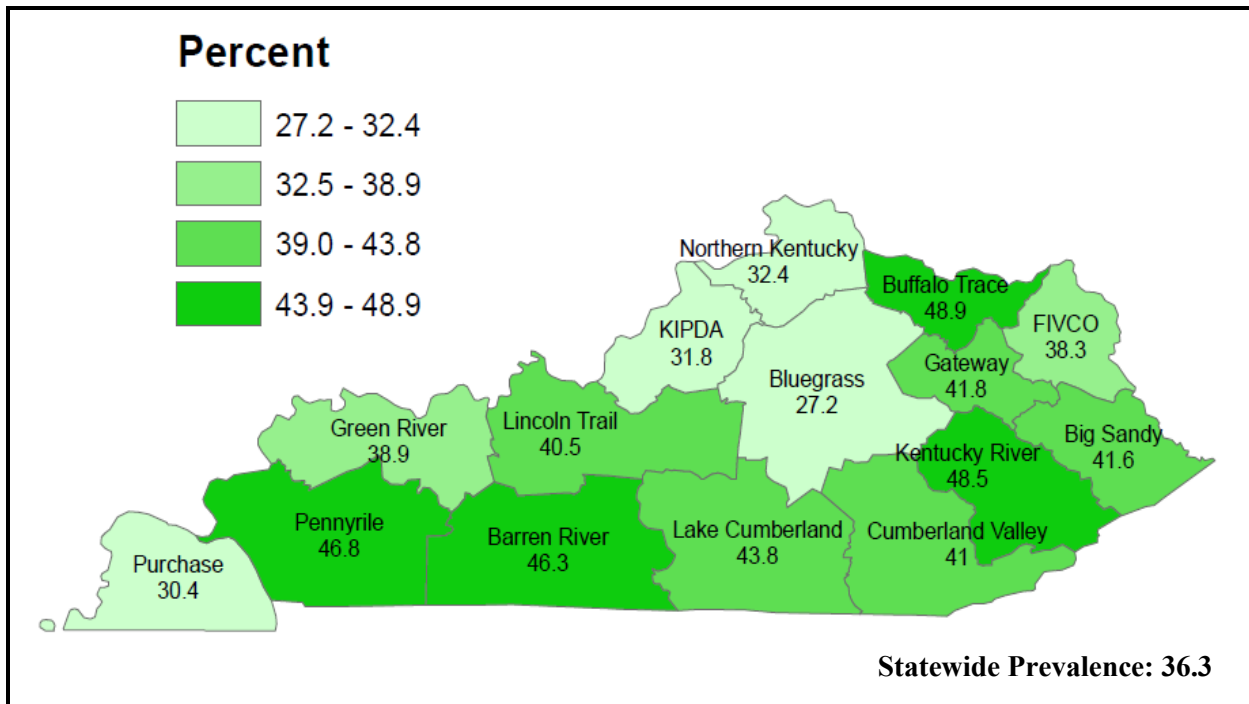 Percent
27.2 - 32.4
32.5 - 38.9
39.0 - 43.8
43.9 - 48.9
Northern Kentucky
32.4
Buffalo Trace
48.9
FIVCO
38.3
KIPDA
31.8
Bluegrass
27.2
Gateway
41.8
Green River
38.9
Lincoln Trail
40.5
Kentucky River
48.5
Big Sandy
41.6
Pennyrile
46.8
Barren River
46.3
Lake Cumberland
43.8
Cumberland Valley
41
Purchase
30.4
Statewide Prevalence: 36.3